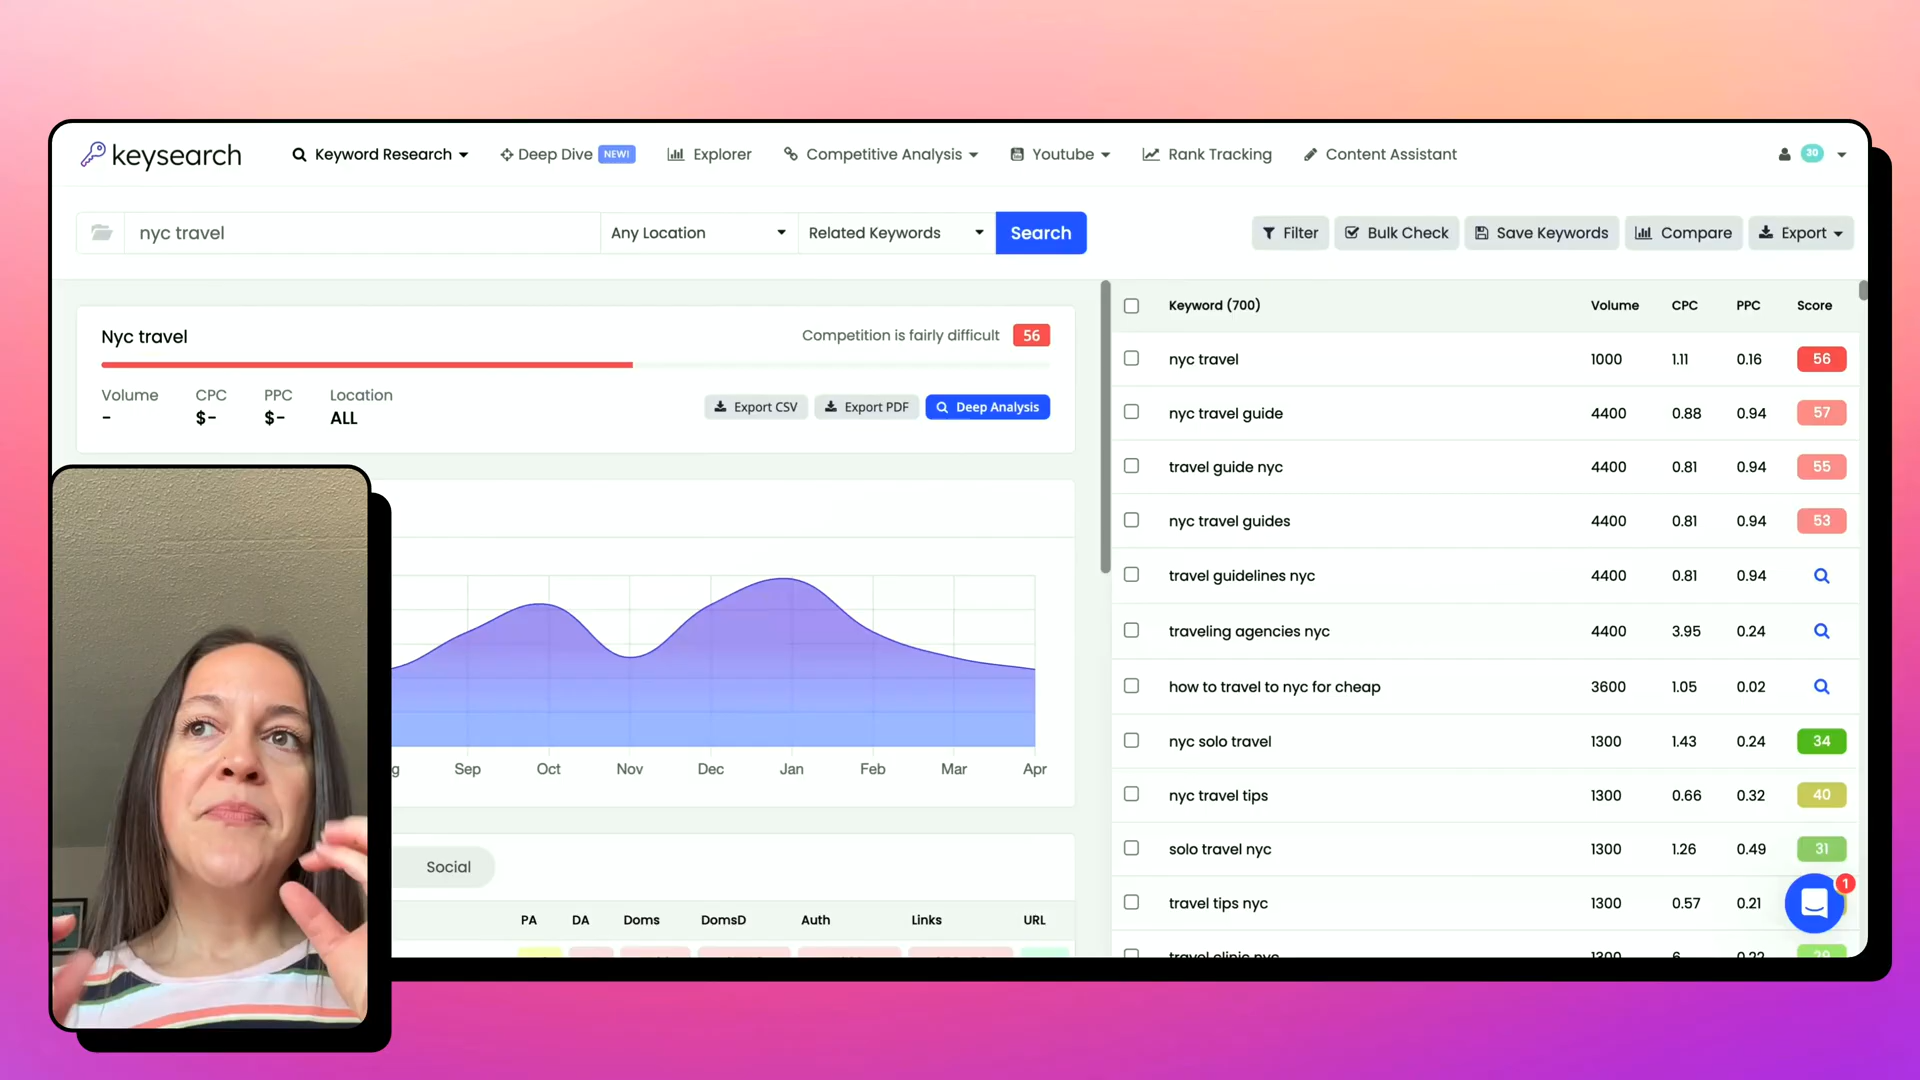 keysearch
Keyword Research
Deep Dive NEW!
Explorer
Competitive Analysis
Youtube
Rank Tracking
Content Assistant
30
nyc travel
Any Location
Related Keywords
Search
Filter
Bulk Check
Save Keywords
Compare
Export
Nyc travel
Competition is fairly difficult 56
Volume CPC PPC Location
- $- $- ALL
Export CSV
Export PDF
Deep Analysis
g Sep Oct Nov Dec Jan Feb Mar Apr
Social
PA DA Doms DomsD Auth Links URL
Keyword (700) Volume CPC PPC Score
nyc travel 1000 1.11 0.16 56
nyc travel guide 4400 0.88 0.94 57
travel guide nyc 4400 0.81 0.94 55
nyc travel guides 4400 0.81 0.94 53
travel guidelines nyc 4400 0.81 0.94
traveling agencies nyc 4400 3.95 0.24
how to travel to nyc for cheap 3600 1.05 0.02
nyc solo travel 1300 1.43 0.24 34
nyc travel tips 1300 0.66 0.32 40
solo travel nyc 1300 1.26 0.49 31
travel tips nyc 1300 0.57 0.21
1
travel clinic nyc 1300 6 0.22 29